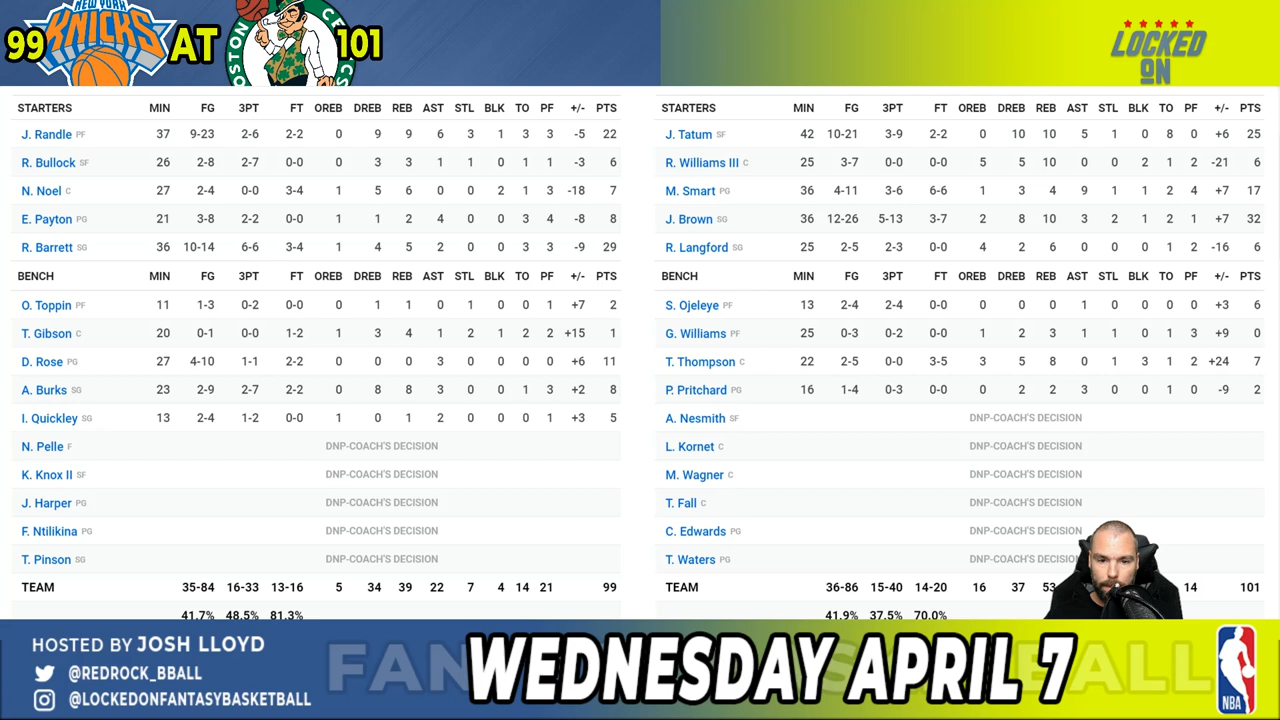 99 NEW YORK KNICKS AT BOSTON CELTICS 101
LOCKED ON
STARTERS MIN FG 3PT FT OREB DREB REB AST STL BLK TO PF +/- PTS
J. Randle PF 37 9-23 2-6 2-2 0 9 9 6 3 1 3 3 -5 22
R. Bullock SF 26 2-8 2-7 0-0 0 3 3 1 1 0 1 1 -3 6
N. Noel C 27 2-4 0-0 3-4 1 5 6 0 0 2 1 3 -18 7
E. Payton PG 21 3-8 2-2 0-0 1 1 2 4 0 0 3 4 -8 8
R. Barrett SG 36 10-14 6-6 3-4 1 4 5 2 0 0 3 3 -9 29
BENCH MIN FG 3PT FT OREB DREB REB AST STL BLK TO PF +/- PTS
O. Toppin PF 11 1-3 0-2 0-0 0 1 1 0 1 0 0 1 +7 2
T. Gibson C 20 0-1 0-0 1-2 1 3 4 1 2 1 2 2 +15 1
D. Rose PG 27 4-10 1-1 2-2 0 0 0 3 0 0 0 0 +6 11
A. Burks SG 23 2-9 2-7 2-2 0 8 8 3 0 0 1 3 +2 8
I. Quickley SG 13 2-4 1-2 0-0 1 0 1 2 0 0 0 1 +3 5
N. Pelle F DNP-COACH'S DECISION
K. Knox II SF DNP-COACH'S DECISION
J. Harper PG DNP-COACH'S DECISION
F. Ntilikina PG DNP-COACH'S DECISION
T. Pinson SG DNP-COACH'S DECISION
TEAM 35-84 16-33 13-16 5 34 39 22 7 4 14 21 99
41.7% 48.5% 81.3%
STARTERS MIN FG 3PT FT OREB DREB REB AST STL BLK TO PF +/- PTS
J. Tatum SF 42 10-21 3-9 2-2 0 10 10 5 1 0 8 0 +6 25
R. Williams III C 25 3-7 0-0 0-0 5 5 10 0 0 2 1 2 -21 6
M. Smart PG 36 4-11 3-6 6-6 1 3 4 9 1 1 2 4 +7 17
J. Brown SG 36 12-26 5-13 3-7 2 8 10 3 2 1 2 1 +7 32
R. Langford SG 25 2-5 2-3 0-0 4 2 6 0 0 0 1 2 -16 6
BENCH MIN FG 3PT FT OREB DREB REB AST STL BLK TO PF +/- PTS
S. Ojeleye PF 13 2-4 2-4 0-0 0 0 0 1 0 0 0 0 +3 6
G. Williams PF 25 0-3 0-2 0-0 1 2 3 1 1 0 1 3 +9 0
T. Thompson C 22 2-5 0-0 3-5 3 5 8 0 1 3 1 2 +24 7
P. Pritchard PG 16 1-4 0-3 0-0 0 2 2 3 0 0 1 0 -9 2
A. Nesmith SF DNP-COACH'S DECISION
L. Kornet C DNP-COACH'S DECISION
M. Wagner C DNP-COACH'S DECISION
T. Fall C DNP-COACH'S DECISION
C. Edwards PG DNP-COACH'S DECISION
T. Waters PG DNP-COACH'S
TEAM 36-86 15-40 14-20 16 37 53 14 101
41.9% 37.5% 70.0%
HOSTED BY JOSH LLOYD
@REDROCK_BBALL
@LOCKEDONFANTASYBASKETBALL
WEDNESDAY APRIL 7
NBA